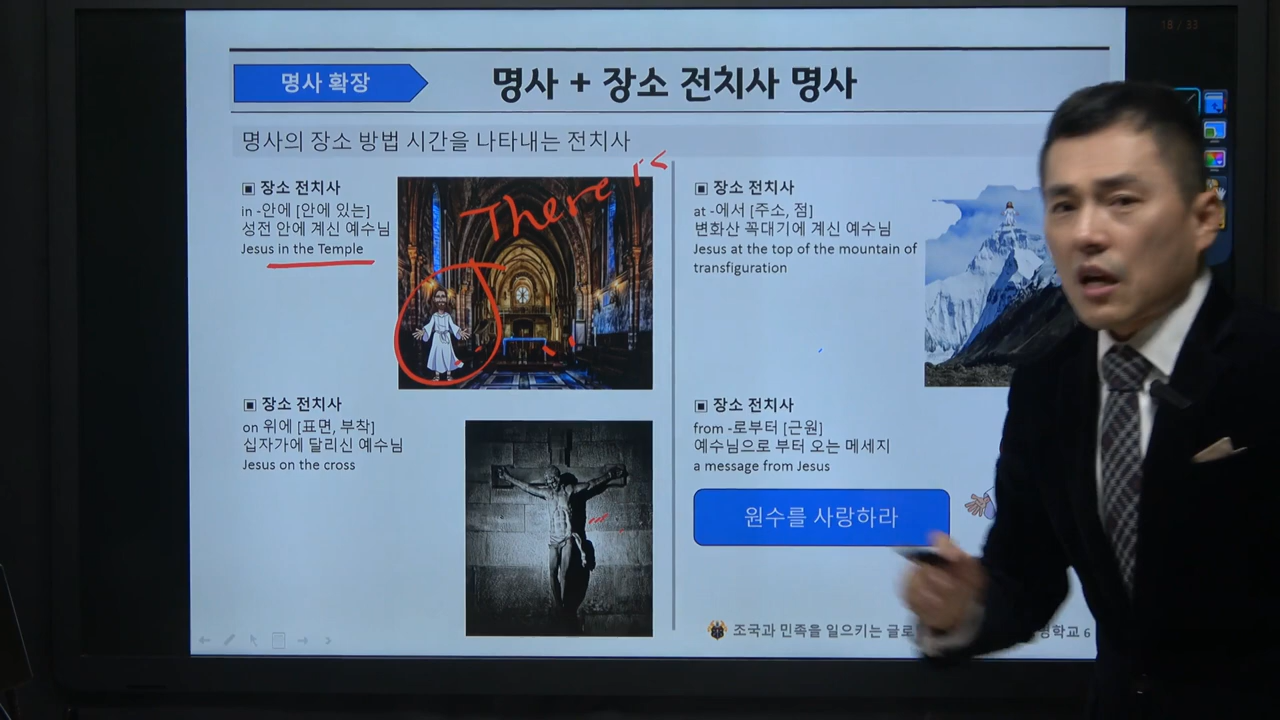 18 / 33
명사 확장
명사 + 장소 전치사 명사
명사의 장소 방법 시간을 나타내는 전치사
▣ 장소 전치사
in -안에 [안에 있는]
성전 안에 계신 예수님
Jesus in the Temple
There is
▣ 장소 전치사
on 위에 [표면, 부착]
십자가에 달리신 예수님
Jesus on the cross
▣ 장소 전치사
at -에서 [주소, 점]
변화산 꼭대기에 계신 예수님
Jesus at the top of the mountain of
transfiguration
▣ 장소 전치사
from -로부터 [근원]
예수님으로 부터 오는 메세지
a message from Jesus
원수를 사랑하라
조국과 민족을 일으키는 6